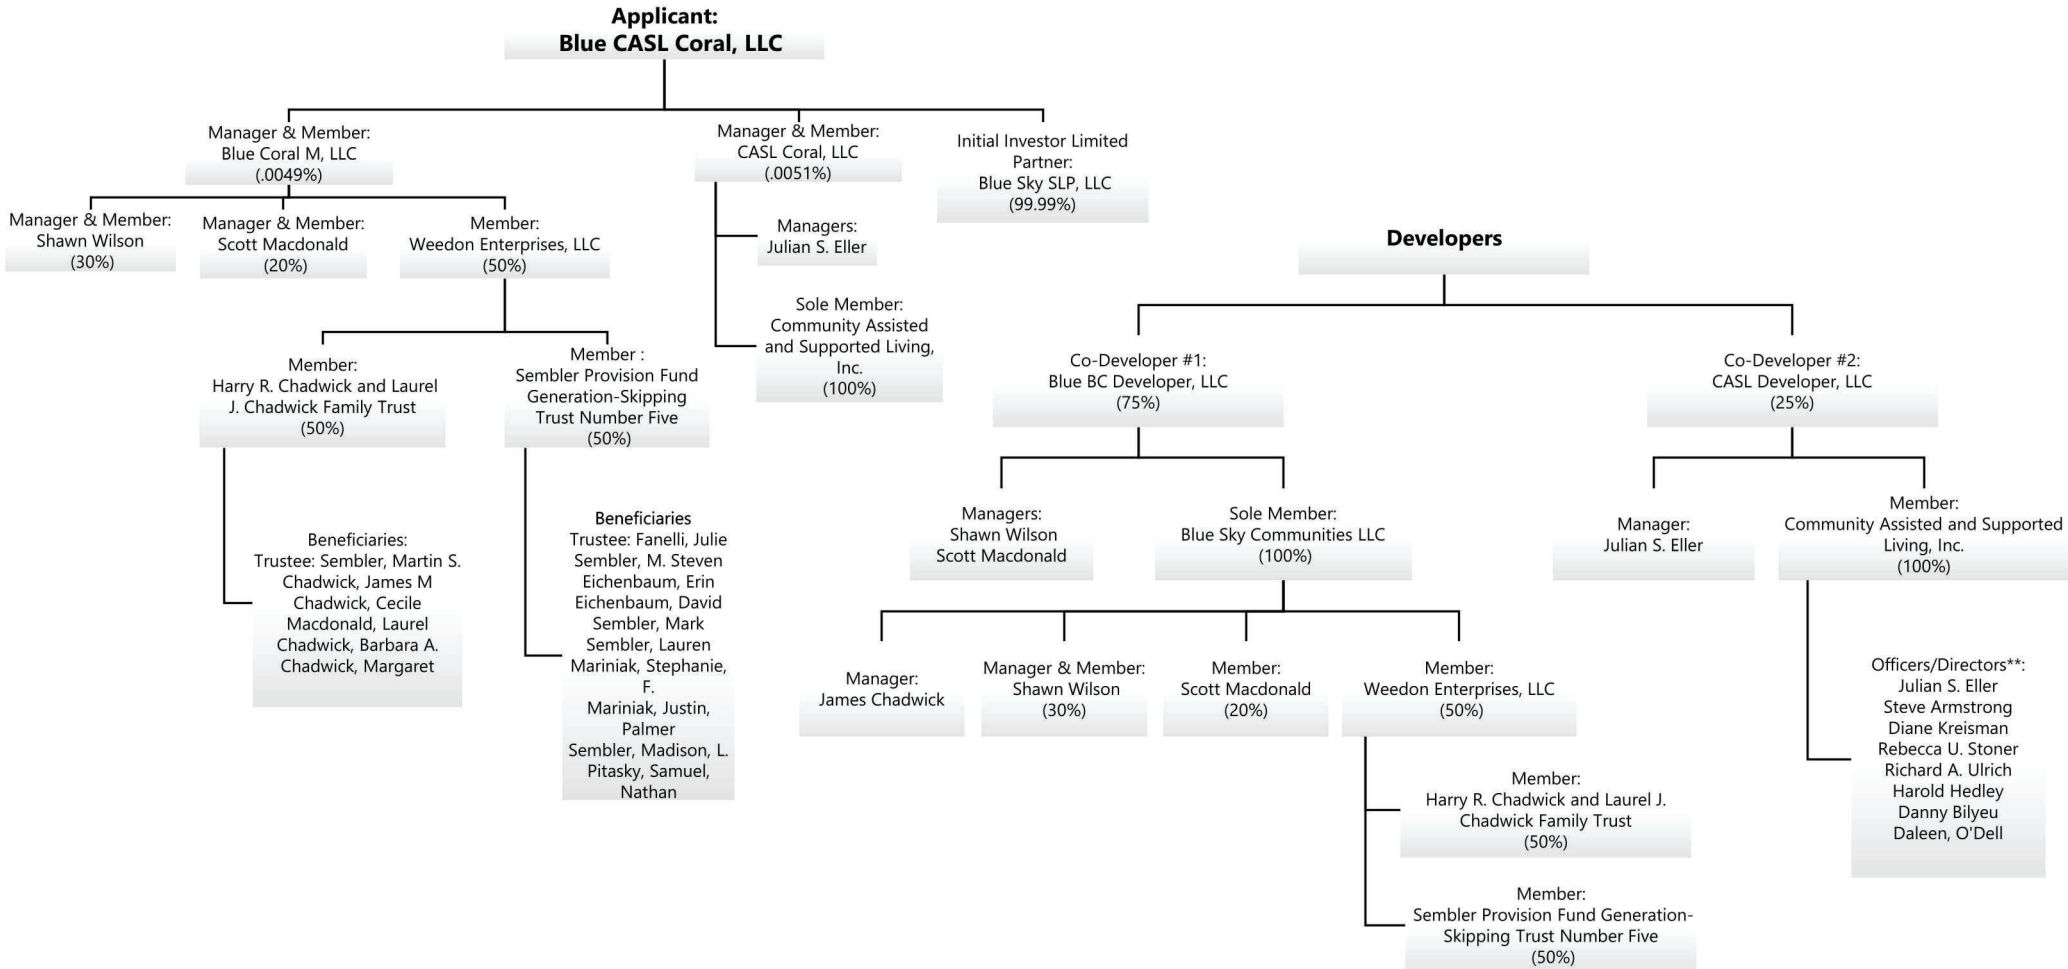 Applicant:
Blue CASL Coral, LLC
Manager & Member:
Blue Coral M, LLC
(.0049%)
Manager & Member:
CASL Coral, LLC
(.0051%)
Initial Investor Limited
Partner:
Blue Sky SLP, LLC
(99.99%)
Manager & Member:
Shawn Wilson
(30%)
Manager & Member:
Scott Macdonald
(20%)
Member:
Weedon Enterprises, LLC
(50%)
Managers:
Julian S. Eller
Sole Member:
Community Assisted
and Supported Living,
Inc.
(100%)
Member:
Harry R. Chadwick and Laurel
J. Chadwick Family Trust
(50%)
Member :
Sembler Provision Fund
Generation-Skipping
Trust Number Five
(50%)
Beneficiaries:
Trustee: Sembler, Martin S.
Chadwick, James M
Chadwick, Cecile
Macdonald, Laurel
Chadwick, Barbara A.
Chadwick, Margaret
Beneficiaries
Trustee: Fanelli, Julie
Sembler, M. Steven
Eichenbaum, Erin
Eichenbaum, David
Sembler, Mark
Sembler, Lauren
Mariniak, Stephanie,
F.
Mariniak, Justin,
Palmer
Sembler, Madison, L.
Pitasky, Samuel,
Nathan
Developers
Co-Developer #1:
Blue BC Developer, LLC
(75%)
Co-Developer #2:
CASL Developer, LLC
(25%)
Managers:
Shawn Wilson
Scott Macdonald
Sole Member:
Blue Sky Communities LLC
(100%)
Manager:
Julian S. Eller
Member:
Community Assisted and Supported
Living, Inc.
(100%)
Manager:
James Chadwick
Manager & Member:
Shawn Wilson
(30%)
Member:
Scott Macdonald
(20%)
Member:
Weedon Enterprises, LLC
(50%)
Member:
Harry R. Chadwick and Laurel J.
Chadwick Family Trust
(50%)
Member:
Sembler Provision Fund Generation-
Skipping Trust Number Five
(50%)
Officers/Directors**:
Julian S. Eller
Steve Armstrong
Diane Kreisman
Rebecca U. Stoner
Richard A. Ulrich
Harold Hedley
Danny Bilyeu
Daleen, O'Dell